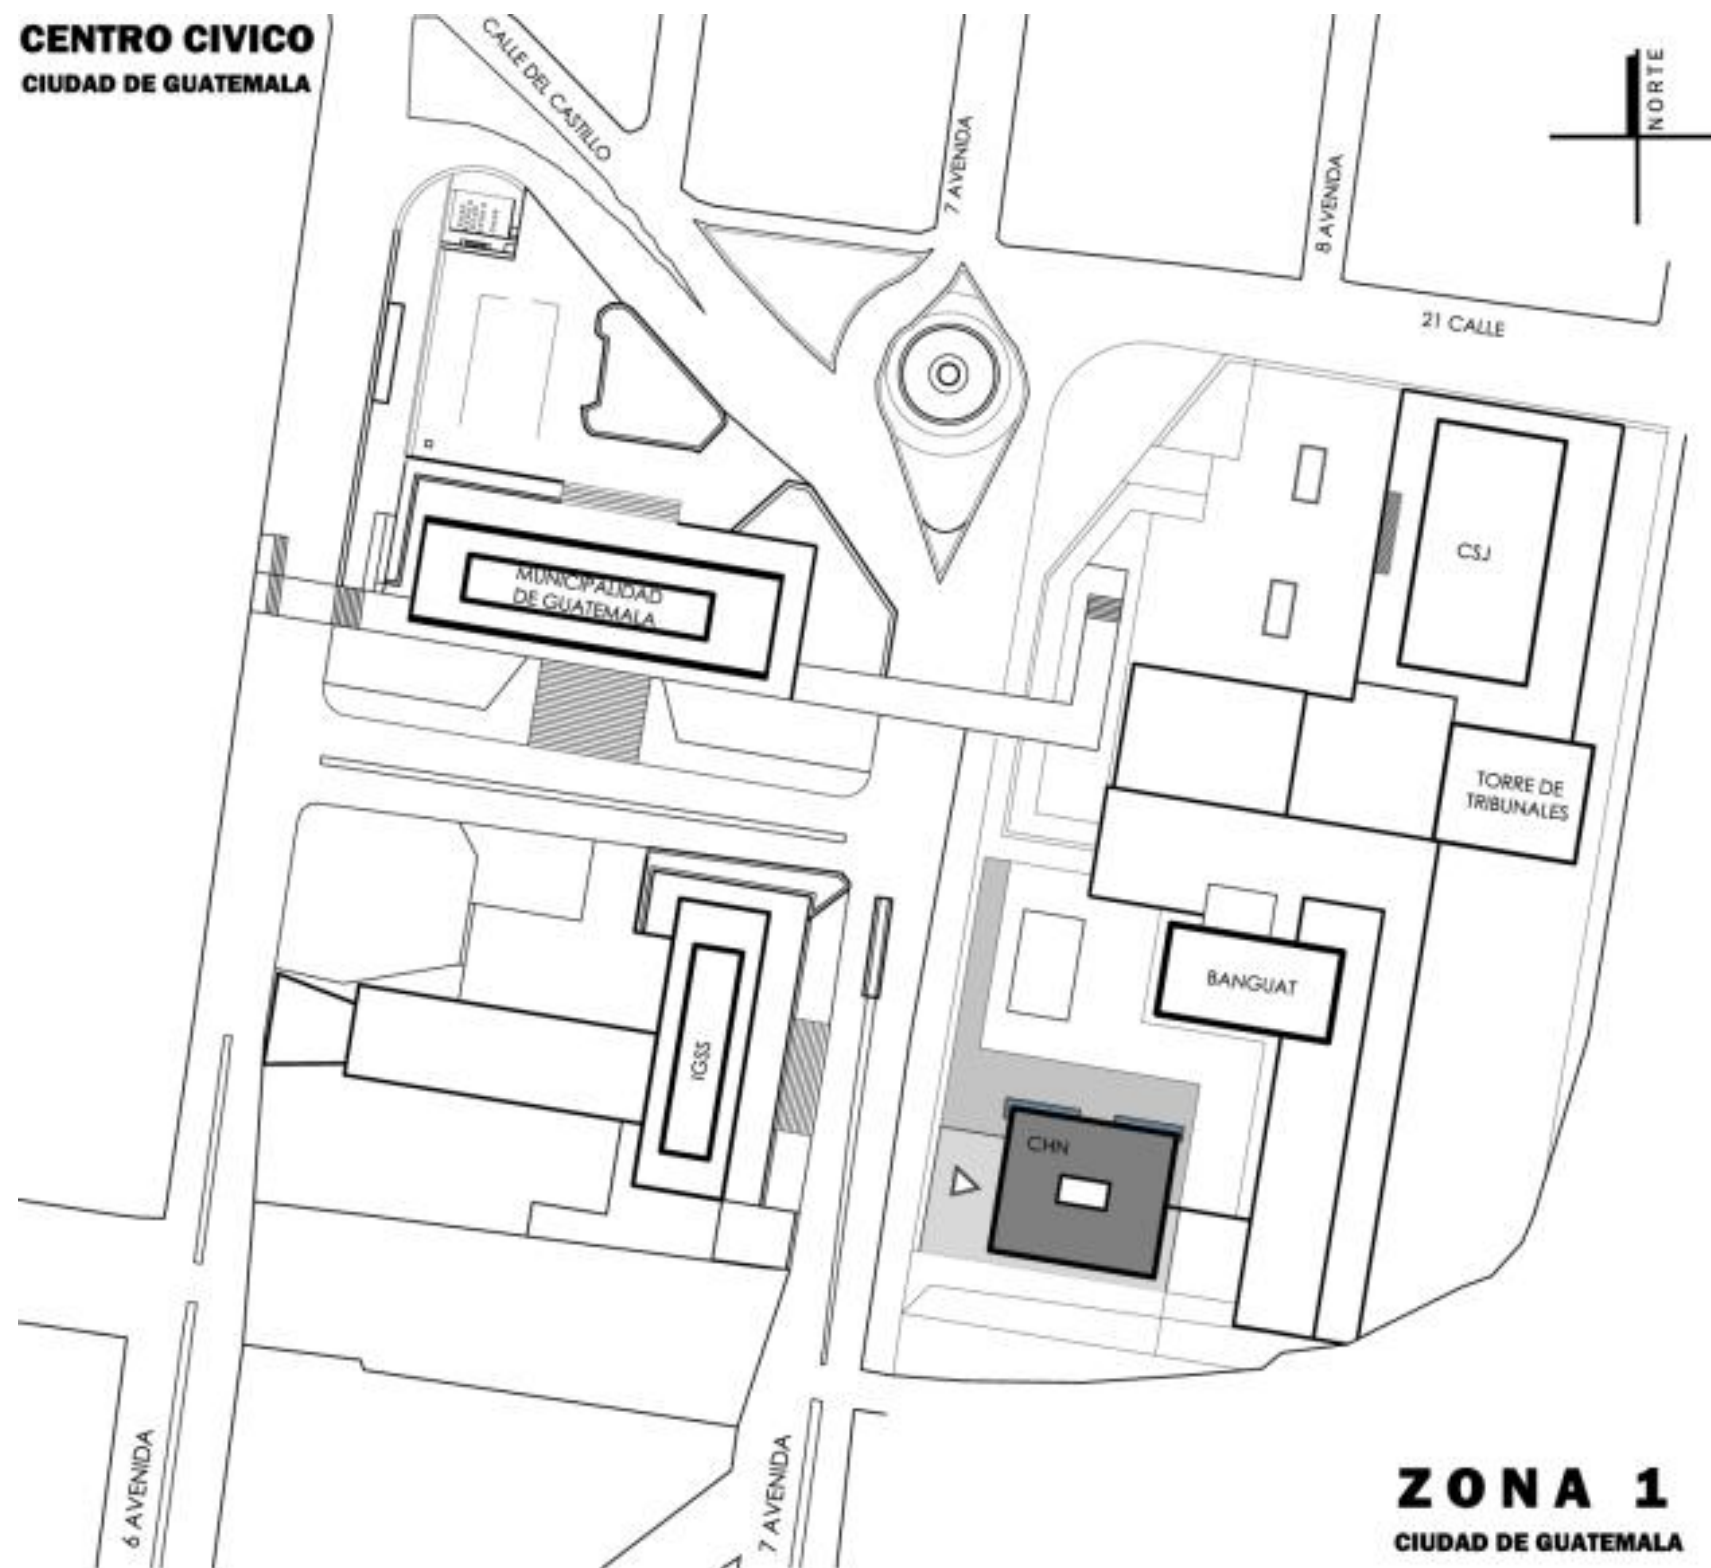 CENTRO CIVICO
CIUDAD DE GUATEMALA
CALLE DEL CASTILLO
7 AVENIDA
8 AVENIDA
NORTE
21 CALLE
CSJ
MUNICIPALIDAD
DE GUATEMALA
TORRE DE
TRIBUNALES
BANGUAT
IGSS
CHN
6 AVENIDA
7 AVENIDA
ZONA 1
CIUDAD DE GUATEMALA